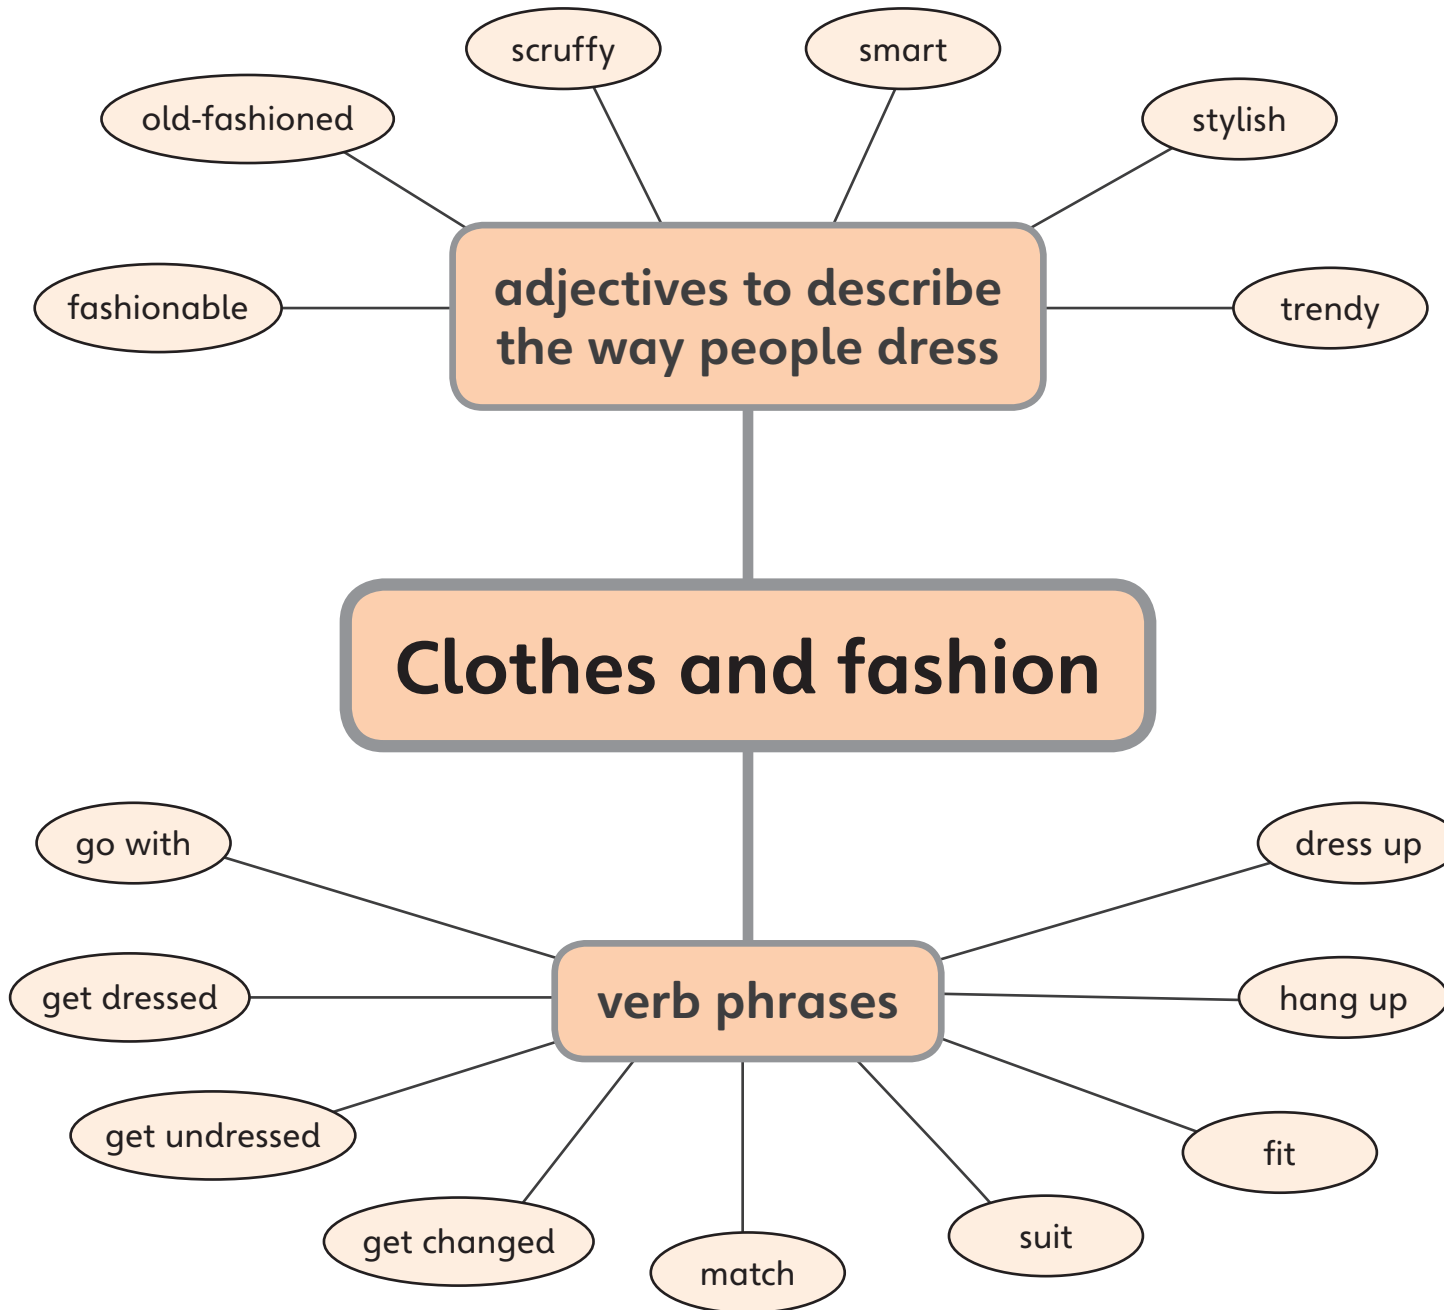 scruffy
smart
old-fashioned
stylish
fashionable
adjectives to describe
the way people dress
trendy
Clothes and fashion
go with
dress up
get dressed
verb phrases
hang up
get undressed
fit
get changed
match
suit